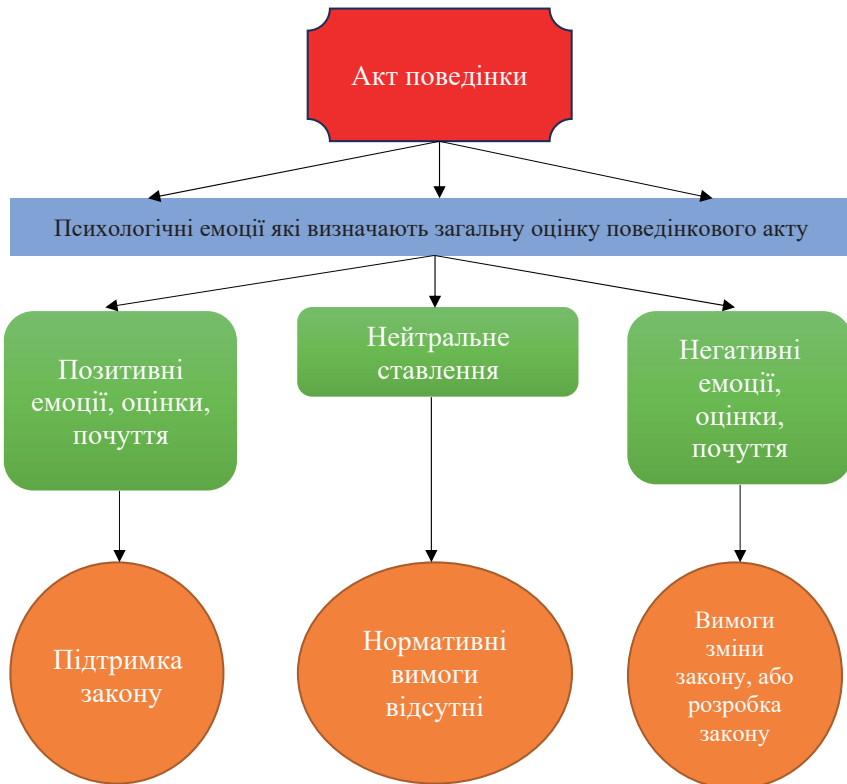 Акт поведінки
Психологічні емоції які визначають загальну оцінку поведінкового акту
Позитивні
емоції, оцінки,
почуття
Нейтральне
ставлення
Негативні
емоції,
оцінки,
почуття
Підтримка
закону
Нормативні
вимоги
відсутні
Вимоги
зміни
закону, або
розробка
закону